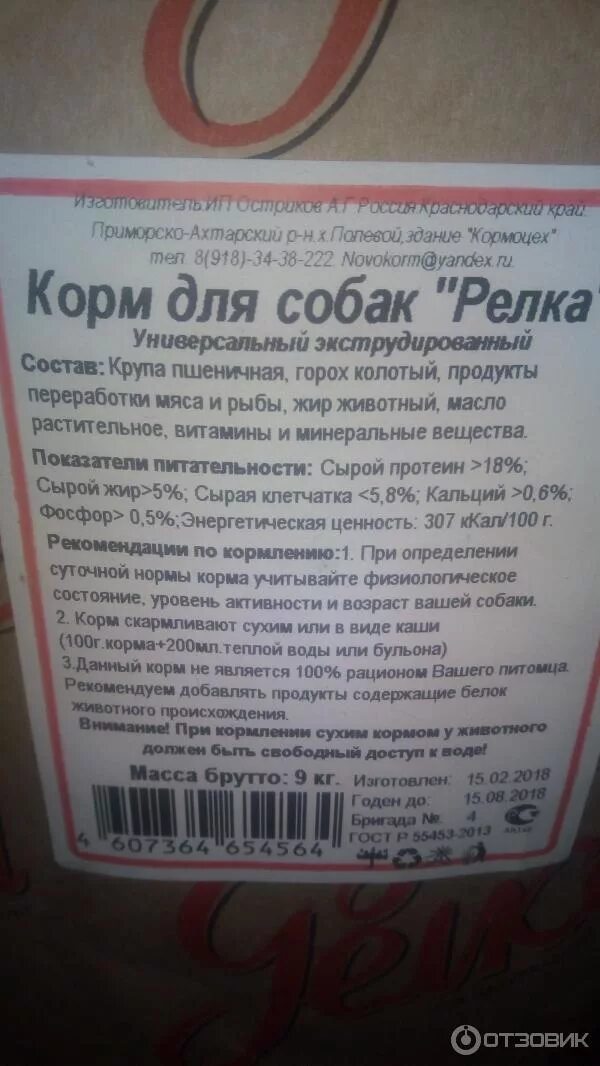 Изготовитель:ИП Остриков А.Г Россия.Краснодарский край.
Приморско-Ахтарский р-н.х.Полевой,здание "Кормоцех"
тел. 8(918)-34-38-222. Novokorm@yandex.ru.
Корм для собак "Релка"
Универсальный экструдированный
Состав: Крупа пшеничная, горох колотый, продукты
переработки мяса и рыбы, жир животный, масло
растительное, витамины и минеральные вещества.
Показатели питательности: Сырой протеин >18%;
Сырой жир>5%; Сырая клетчатка <5,8%; Кальций >0,6%;
Фосфор> 0,5%;Энергетическая ценность: 307 кКал/100 г.
Рекомендации по кормлению:1. При определении
суточной нормы корма учитывайте физиологическое
состояние, уровень активности и возраст вашей собаки.
2. Корм скармливают сухим или в виде каши
(100г.корма+200мл.теплой воды или бульона)
3.Данный корм не является 100% рационом Вашего питомца.
Рекомендуем добавлять продукты содержащие белок
животного происхождения.
Внимание! При кормлении сухим кормом у животного
должен быть свободный доступ к воде!
Масса брутто: 9 кг. Изготовлен: 15.02.2018
Годен до: 15.08.2018
Бригада №: 4
ГОСТ Р 55453-2013
4 607364 654564
ОТЗОВИК